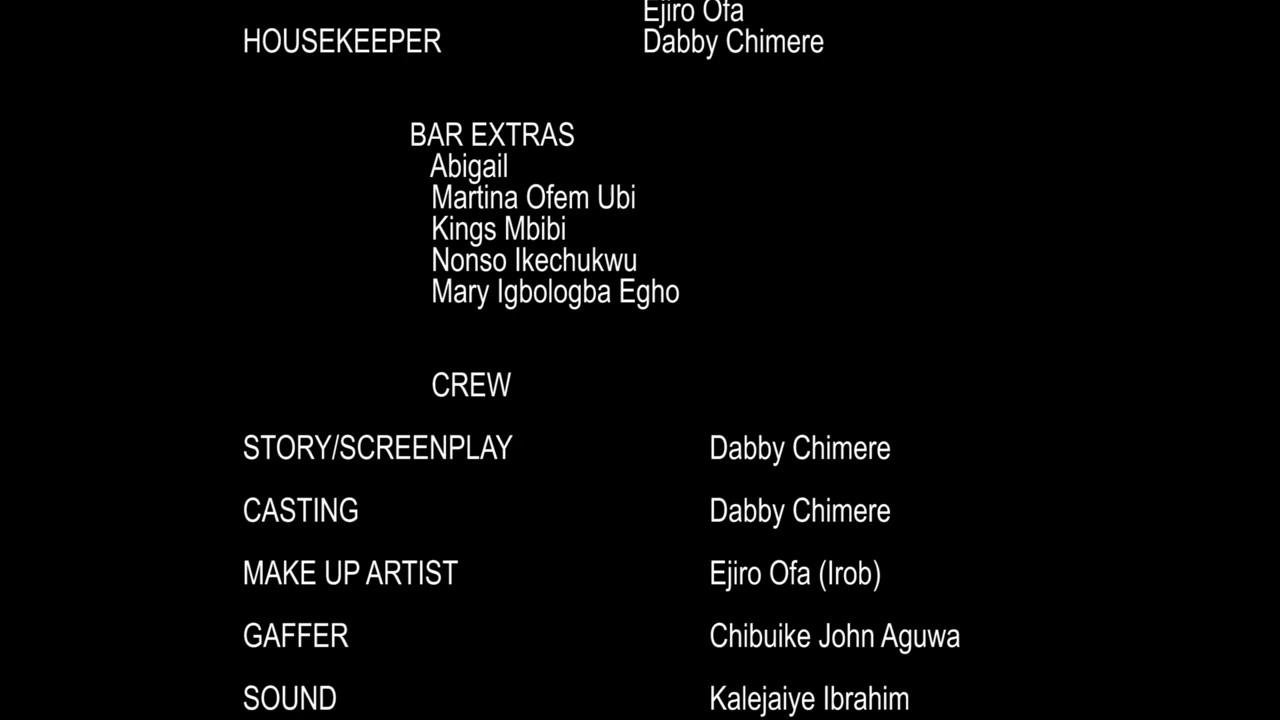 Ejiro Ofa
HOUSEKEEPER Dabby Chimere
BAR EXTRAS
Abigail
Martina Ofem Ubi
Kings Mbibi
Nonso Ikechukwu
Mary Igbologba Egho
CREW
STORY/SCREENPLAY Dabby Chimere
CASTING Dabby Chimere
MAKE UP ARTIST Ejiro Ofa (Irob)
GAFFER Chibuike John Aguwa
SOUND Kalejaiye Ibrahim